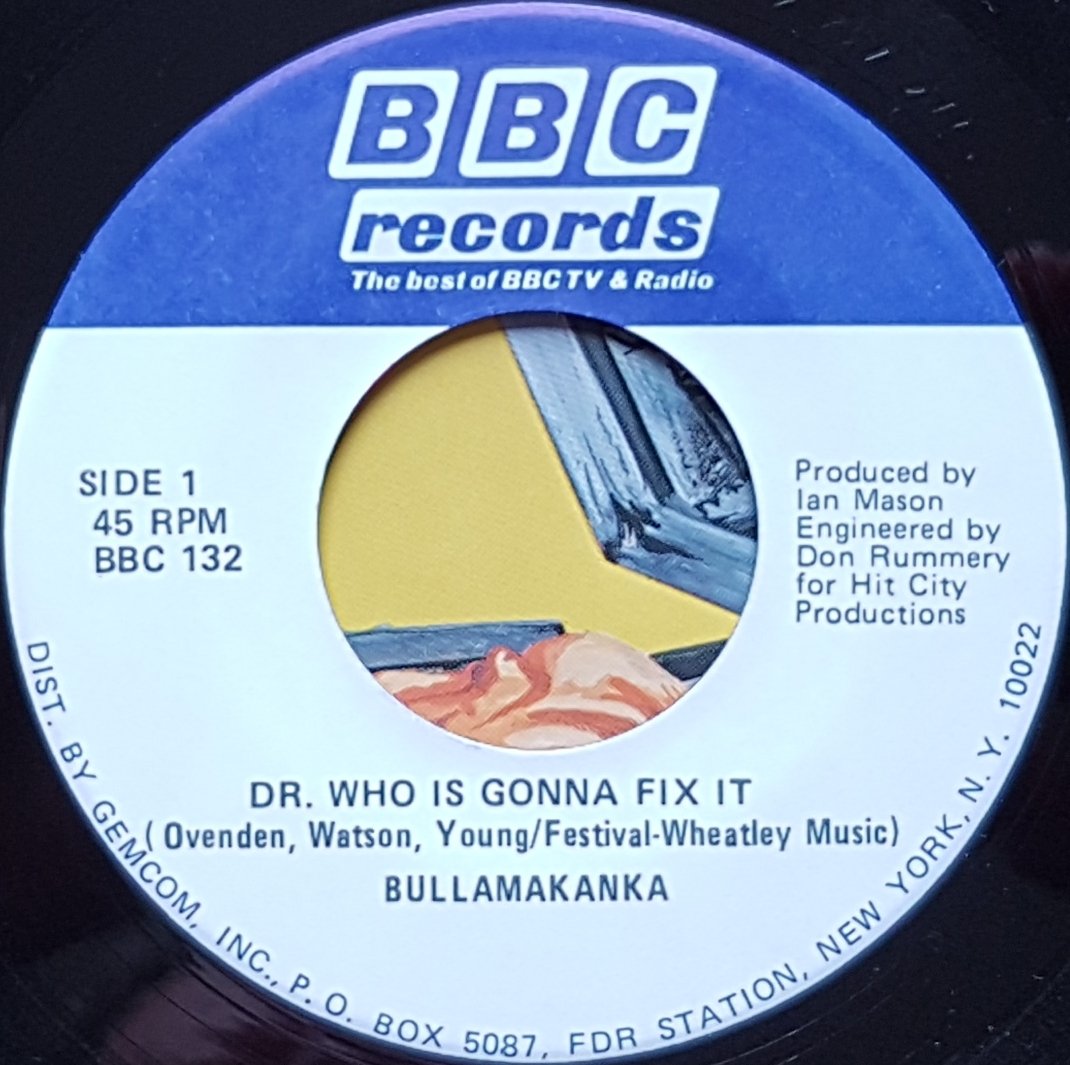 BBC
records
The best of BBC TV & Radio
SIDE 1
45 RPM
BBC 132
Produced by
Ian Mason
Engineered by
Don Rummery
for Hit City
Productions
DR. WHO IS GONNA FIX IT
( Ovenden, Watson, Young/Festival-Wheatley Music)
BULLAMAKANKA
DIST. BY GEMCOM, INC., P. O. BOX 5087, FDR STATION, NEW YORK, N. Y. 10022